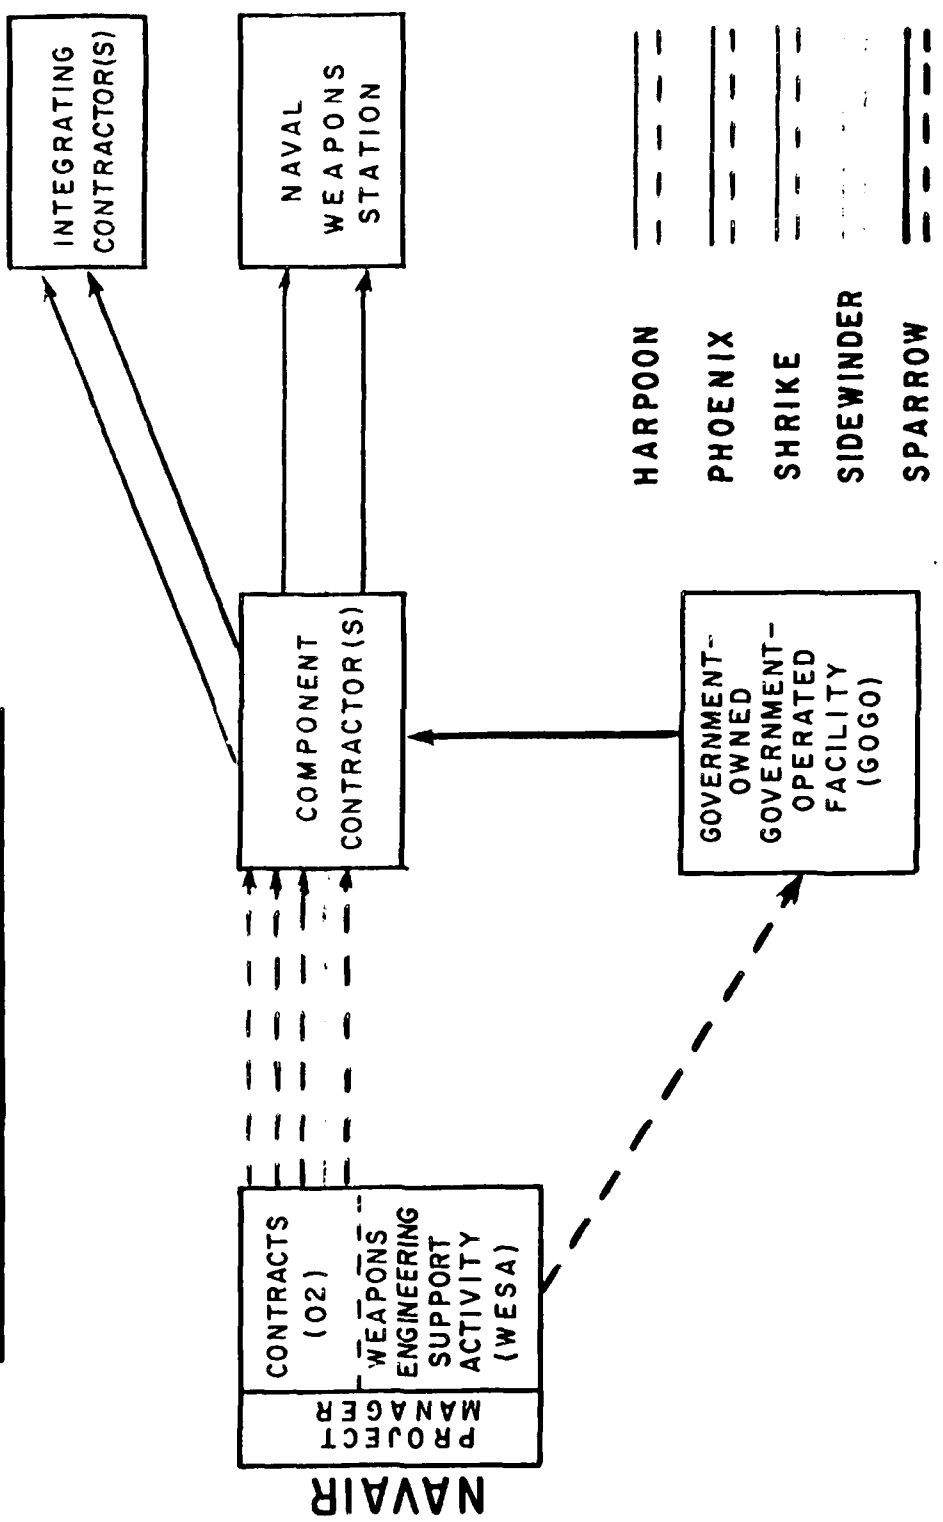 NAVAIR
PROJECT
MANAGER
CONTRACTS
(02)
WEAPONS
ENGINEERING
SUPPORT
ACTIVITY
(WESA)
COMPONENT
CONTRACTOR(S)
GOVERNMENT-
OWNED
GOVERNMENT-
OPERATED
FACILITY
(GOGO)
INTEGRATING
CONTRACTOR(S)
NAVAL
WEAPONS
STATION
HARPOON
PHOENIX
SHRIKE
SIDEWINDER
SPARROW